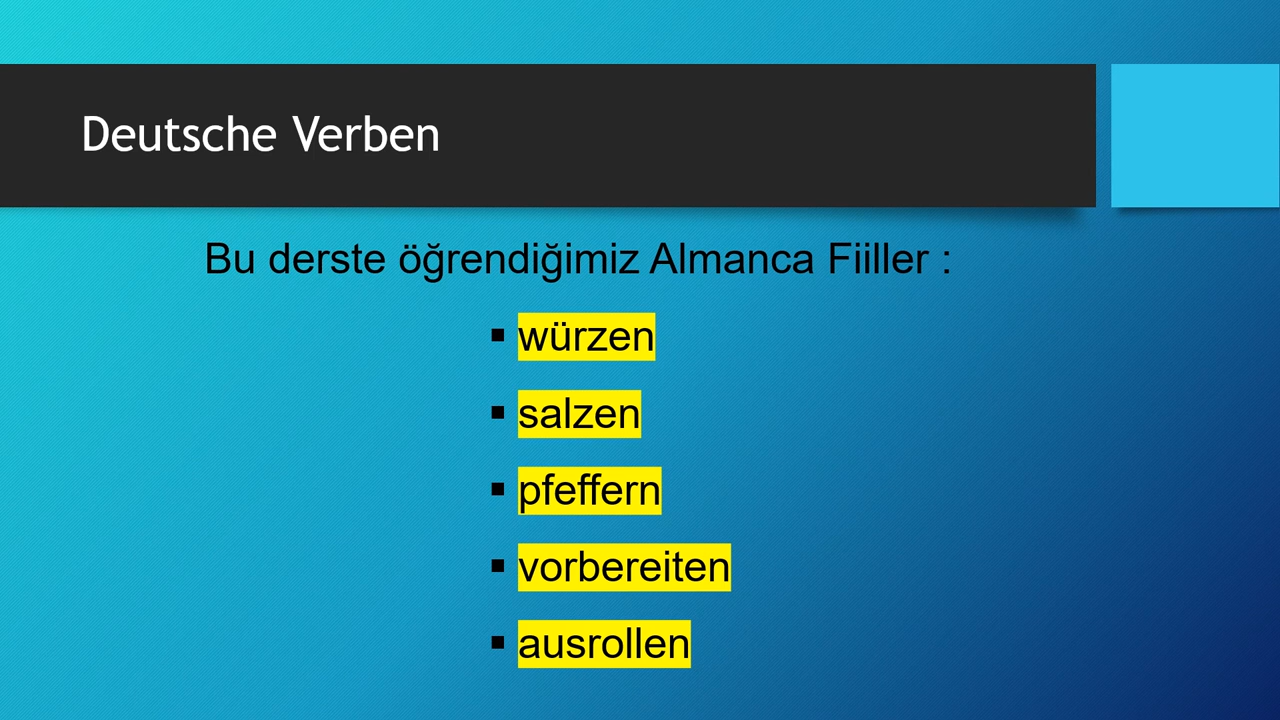 Deutsche Verben
Bu derste öğrendiğimiz Almanca Fiiller :
▪ würzen
▪ salzen
▪ pfeffern
▪ vorbereiten
▪ ausrollen